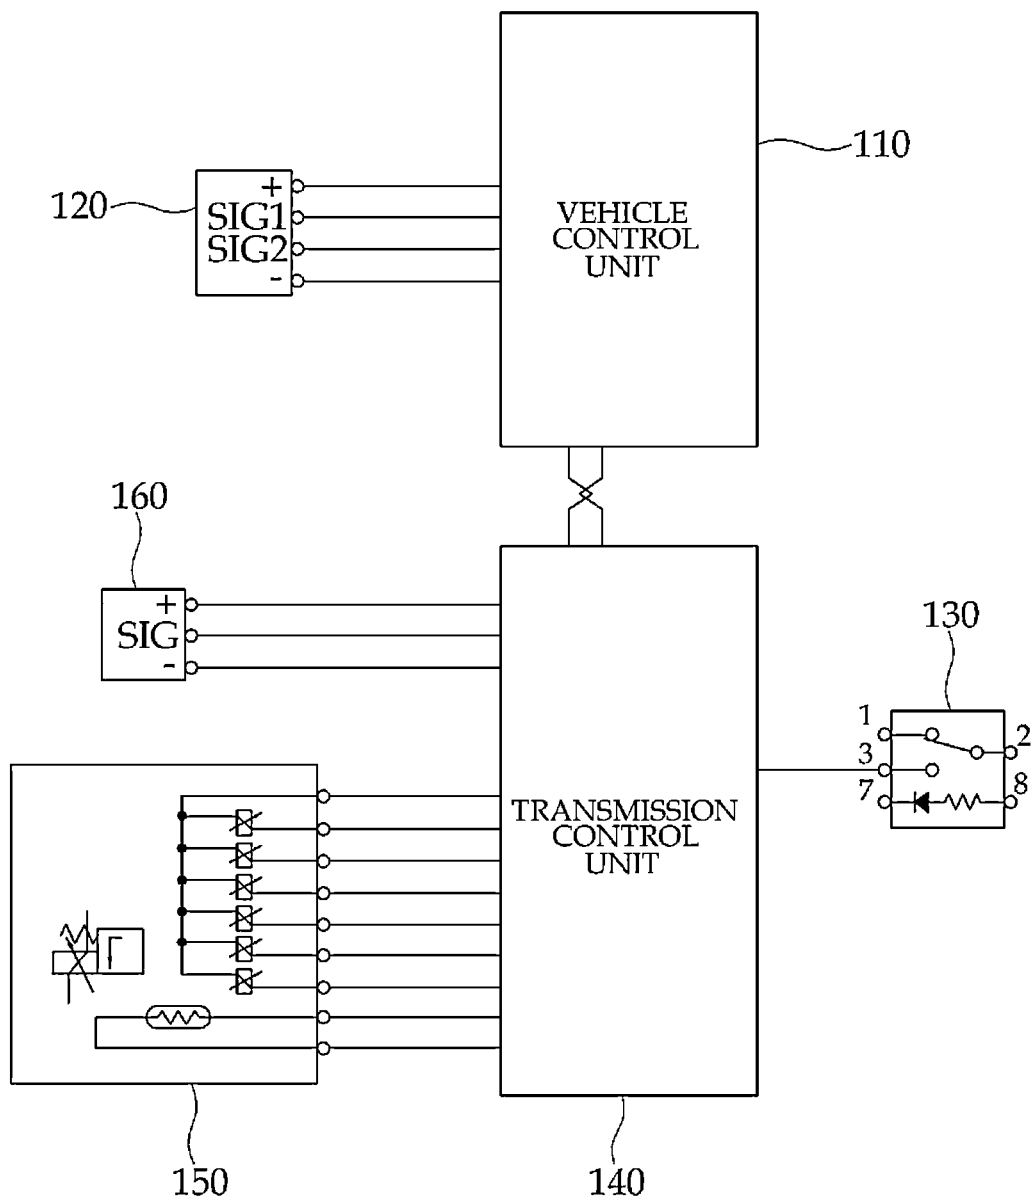 110
120
+
SIG1
SIG2
-
VEHICLE
CONTROL
UNIT
160
+
SIG
-
130
1
2
3
7
8
TRANSMISSION
CONTROL
UNIT
150
140